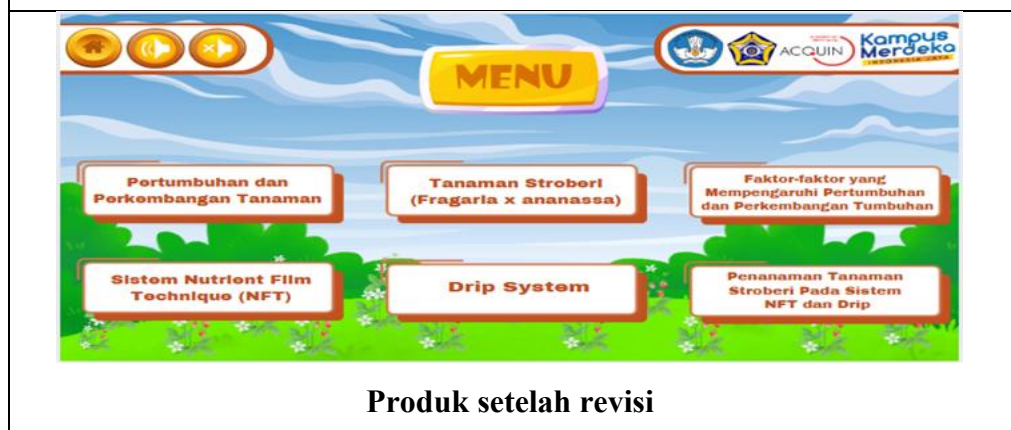 MENU
ACQUIN
Kampus
Merdeka
INDONESIA JAYA
Pertumbuhan dan
Perkembangan Tanaman
Tanaman Stroberi
(Fragaria x ananassa)
Faktor-faktor yang
Mempengaruhi Pertumbuhan
dan Perkembangan Tumbuhan
Sistem Nutrient Film
Technique (NFT)
Drip System
Penanaman Tanaman
Stroberi Pada Sistem
NFT dan Drip
Produk setelah revisi